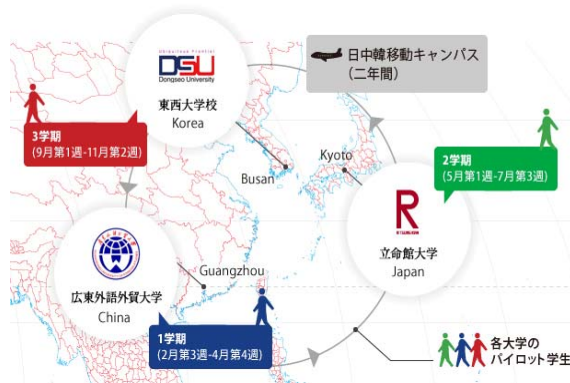 日中韓移動キャンパス
(二年間)
Ubiquitous Frontier
DSU
Dongseo University
東西大学校
Korea
3学期
(9月第1週-11月第2週)
Busan
Kyoto
2学期
(5月第1週-7月第3週)
R
RITSUMEIKAN
立命館大学
Japan
広東外語外貿大学
China
Guangzhou
1学期
(2月第3週-4月第4週)
各大学の
パイロット学生